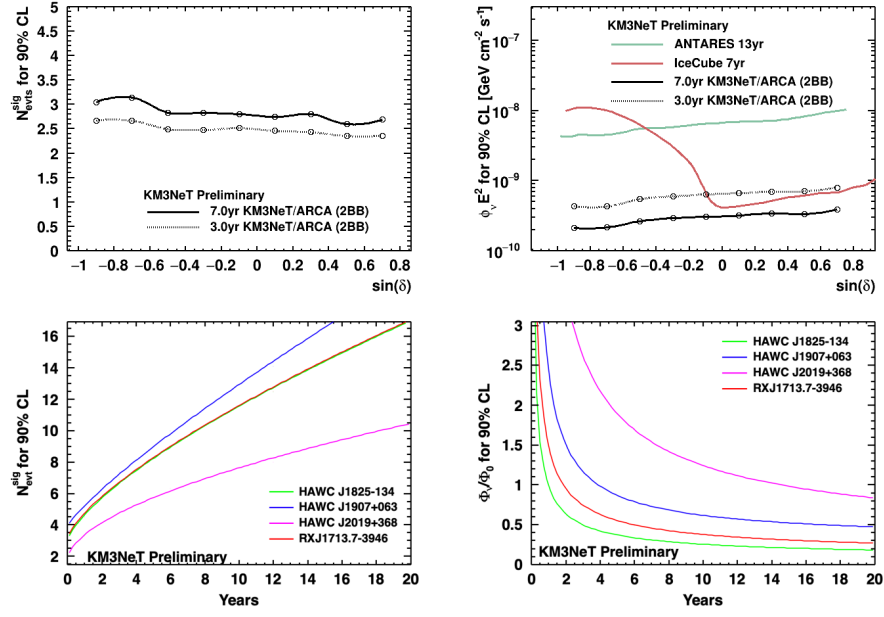 N^sig_evts for 90% CL
5
4.5
4
3.5
3
2.5
2
1.5
1
0.5
0
KM3NeT Preliminary
7.0yr KM3NeT/ARCA (2BB)
3.0yr KM3NeT/ARCA (2BB)
−1 −0.8 −0.6 −0.4 −0.2 0 0.2 0.4 0.6 0.8
sin(δ)
ϕ_ν E² for 90% CL [GeV cm⁻² s⁻¹]
10⁻⁷
10⁻⁸
10⁻⁹
10⁻¹⁰
KM3NeT Preliminary
ANTARES 13yr
IceCube 7yr
7.0yr KM3NeT/ARCA (2BB)
3.0yr KM3NeT/ARCA (2BB)
−1 −0.8 −0.6 −0.4 −0.2 0 0.2 0.4 0.6 0.8
sin(δ)
N^sig_evt for 90% CL
16
14
12
10
8
6
4
2
HAWC J1825-134
HAWC J1907+063
HAWC J2019+368
RXJ1713.7-3946
KM3NeT Preliminary
0 2 4 6 8 10 12 14 16 18 20
Years
Φ_ν/Φ_0 for 90% CL
3
2.5
2
1.5
1
0.5
0
HAWC J1825-134
HAWC J1907+063
HAWC J2019+368
RXJ1713.7-3946
KM3NeT Preliminary
0 2 4 6 8 10 12 14 16 18 20
Years